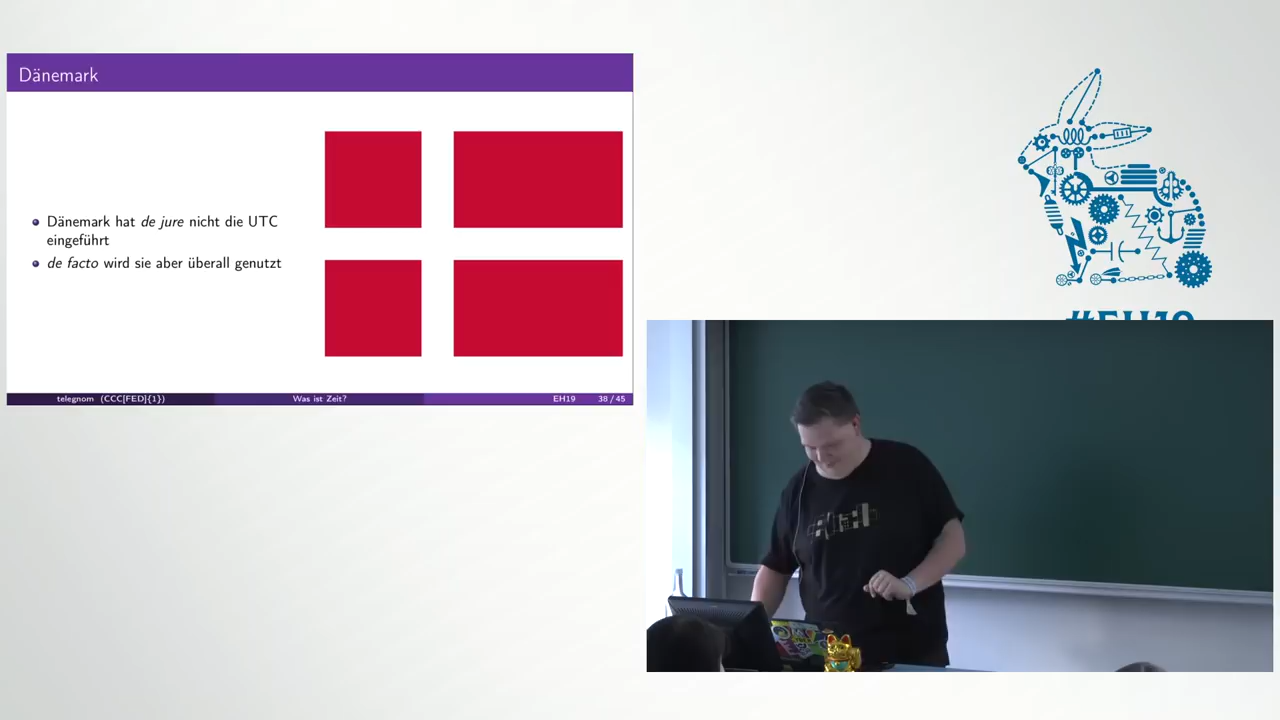 Dänemark
Dänemark hat de jure nicht die UTC
eingeführt
de facto wird sie aber überall genutzt
telegnom (CCC[FED]{1})
Was ist Zeit?
EH19
38 / 45
#EH19